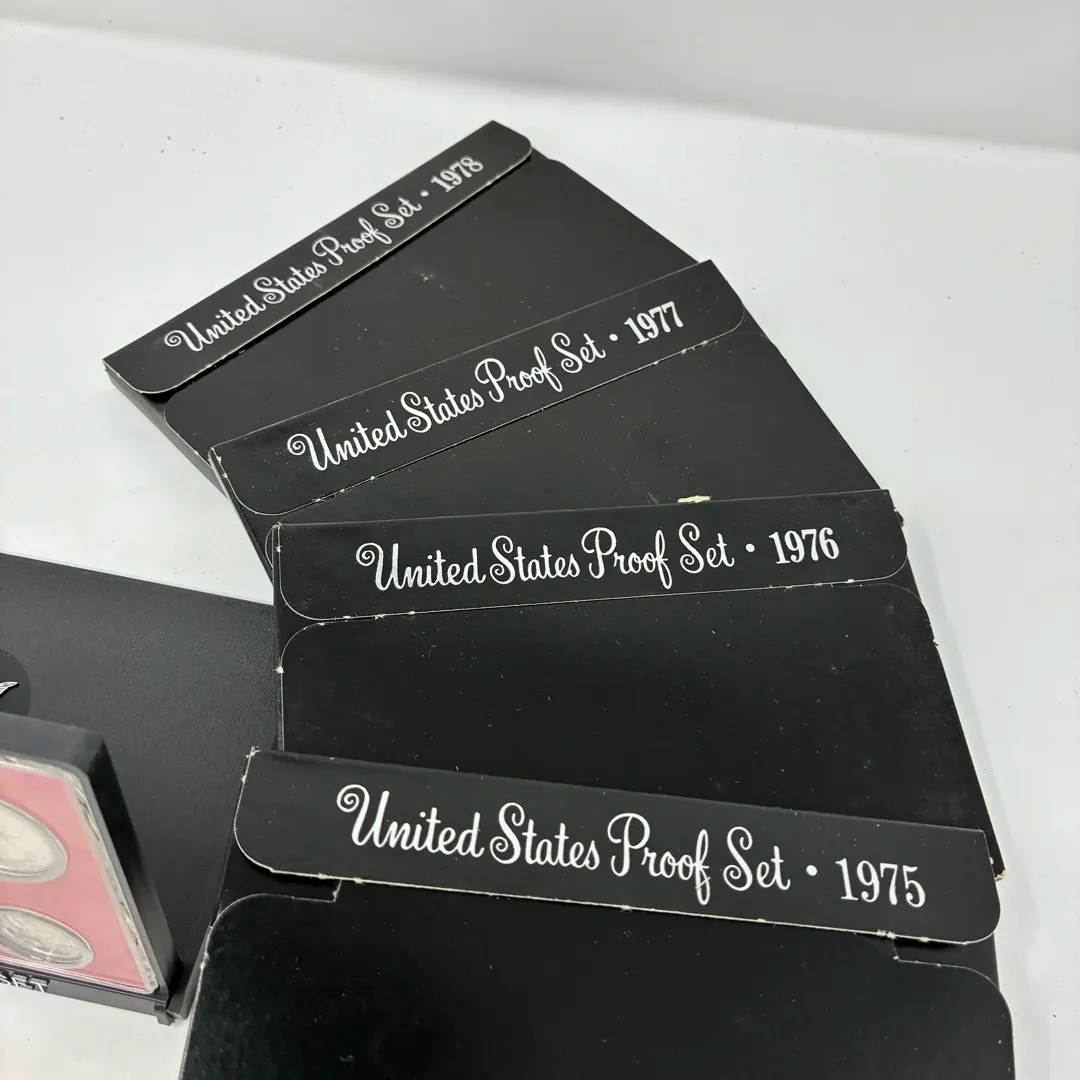 United States Proof Set • 1978
United States Proof Set • 1977
United States Proof Set • 1976
United States Proof Set • 1975